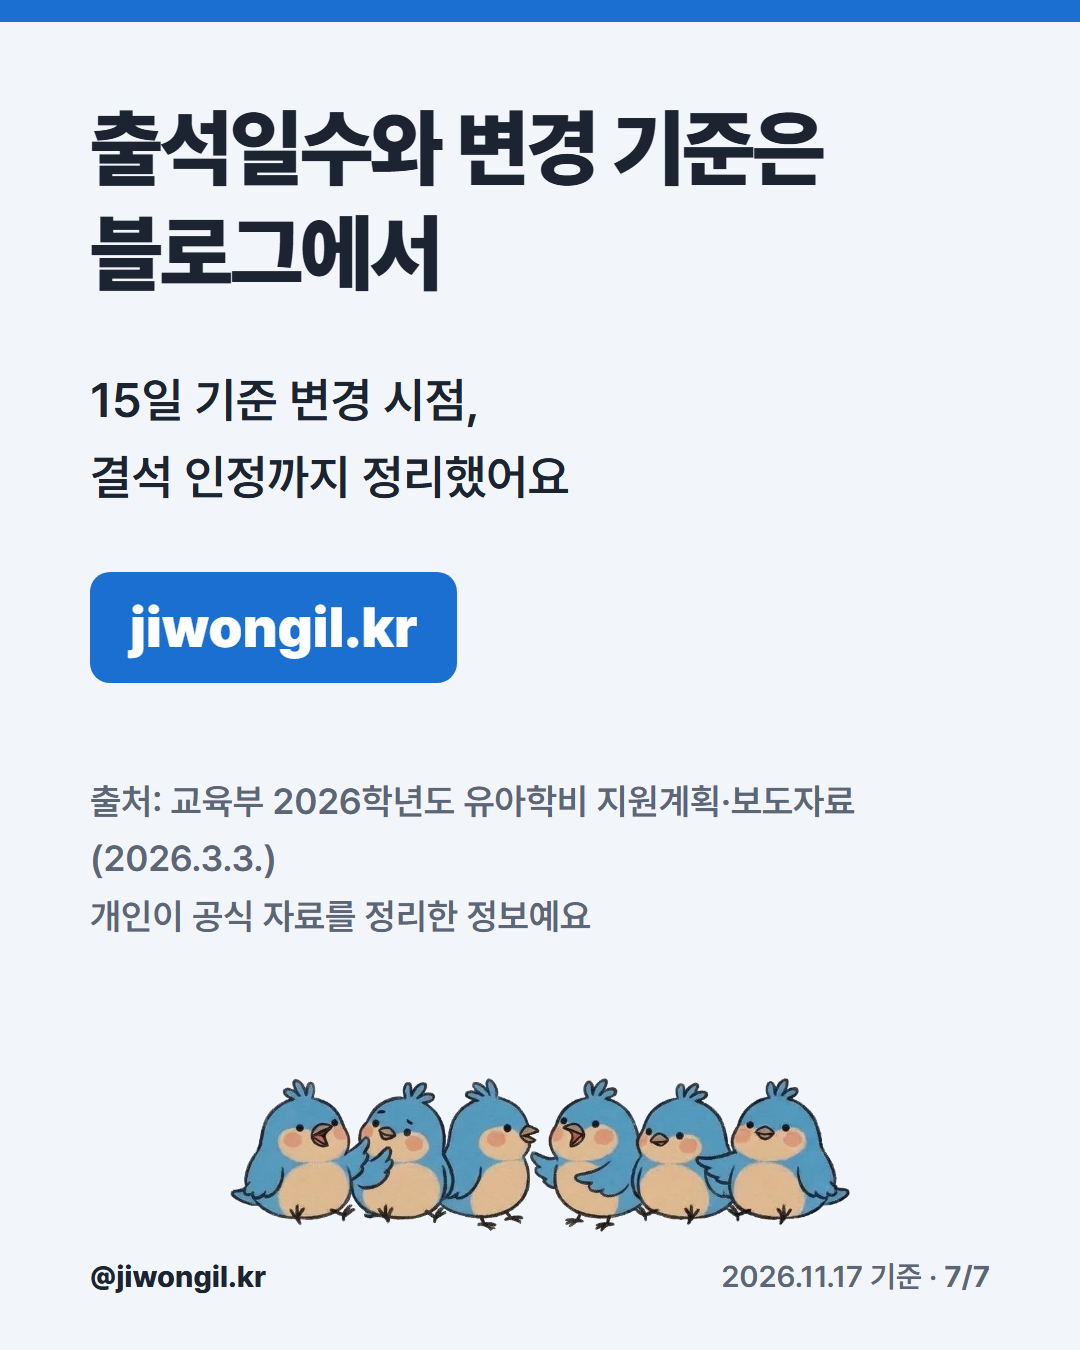 출석일수와 변경 기준은
블로그에서
15일 기준 변경 시점,
결석 인정까지 정리했어요
jiwongil.kr
출처: 교육부 2026학년도 유아학비 지원계획·보도자료
(2026.3.3.)
개인이 공식 자료를 정리한 정보예요
@jiwongil.kr
2026.11.17 기준 · 7/7